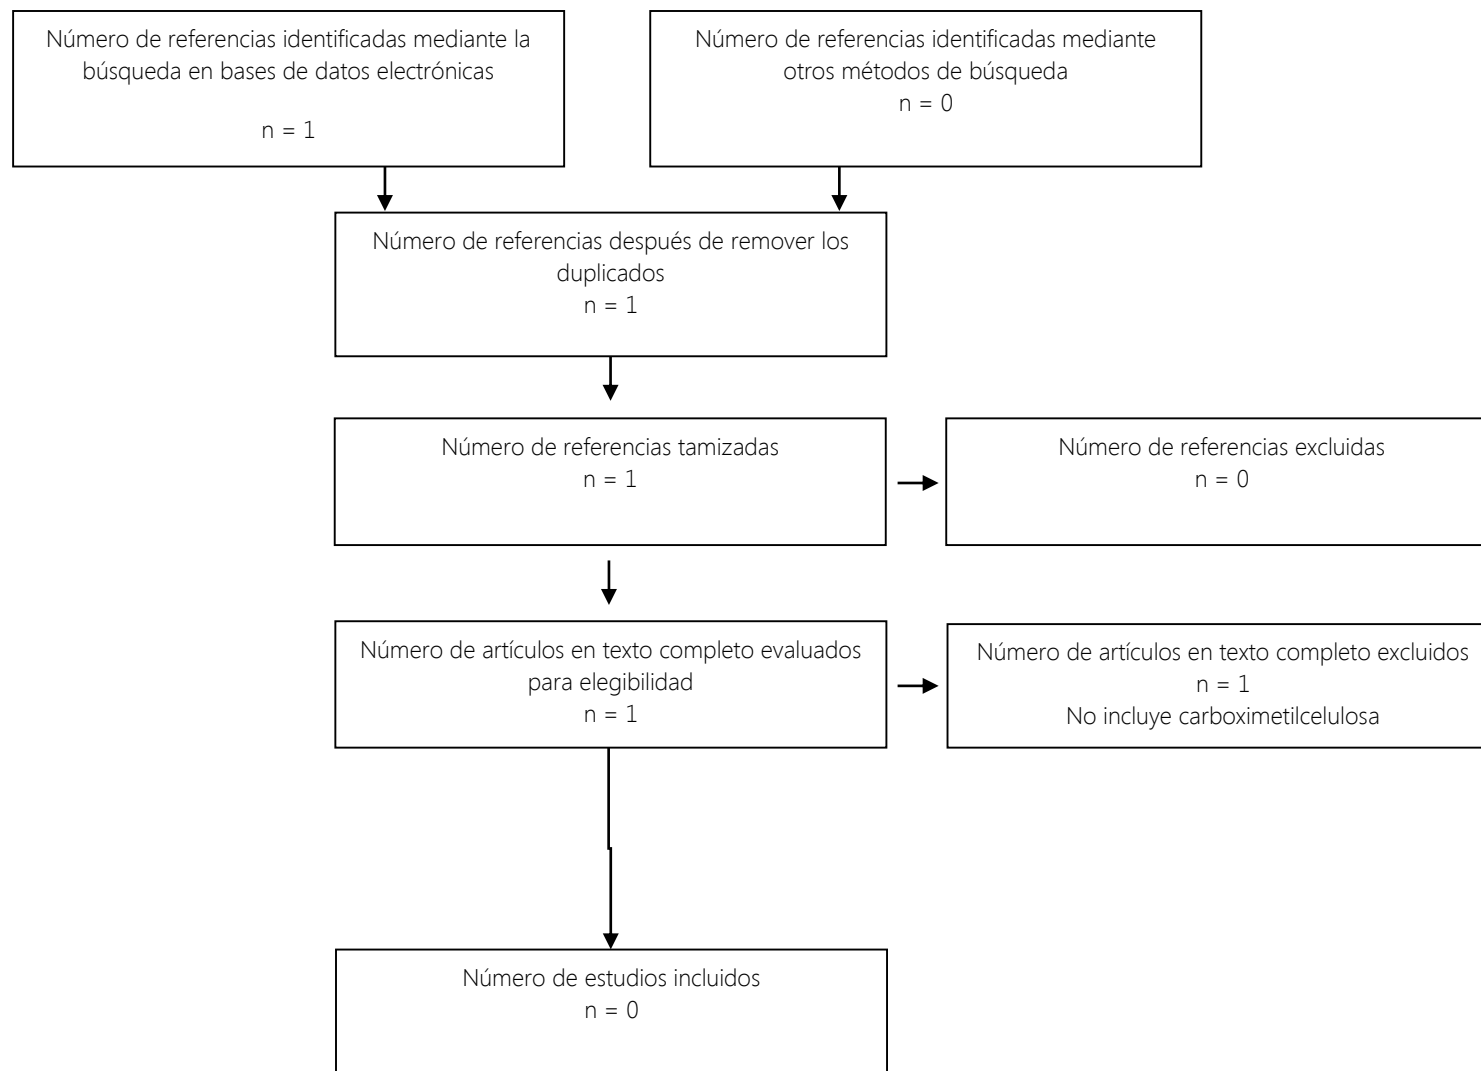 Número de referencias identificadas mediante la
búsqueda en bases de datos electrónicas
n = 1
Número de referencias identificadas mediante
otros métodos de búsqueda
n = 0
Número de referencias después de remover los
duplicados
n = 1
Número de referencias tamizadas
n = 1
Número de referencias excluidas
n = 0
Número de artículos en texto completo evaluados
para elegibilidad
n = 1
Número de artículos en texto completo excluidos
n = 1
No incluye carboximetilcelulosa
Número de estudios incluidos
n = 0